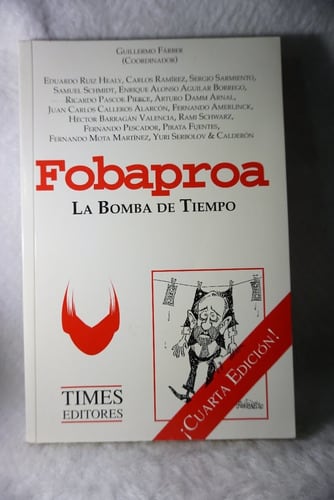 Guillermo Fárber
(Coordinador)
Eduardo Ruiz Healy, Carlos Ramírez, Sergio Sarmiento,
Samuel Schmidt, Enrique Alonso Aguilar Borrego,
Ricardo Pascoe Pierce, Arturo Damm Arnal,
Juan Carlos Calleros Alarcón, Fernando Amerlinck,
Héctor Barragán Valencia, Rami Schwarz,
Fernando Pescador, Pirata Fuentes,
Fernando Mota Martínez, Yuri Serbolov & Calderón
Fobaproa
La Bomba de Tiempo
TIMES
EDITORES
¡Cuarta Edición!